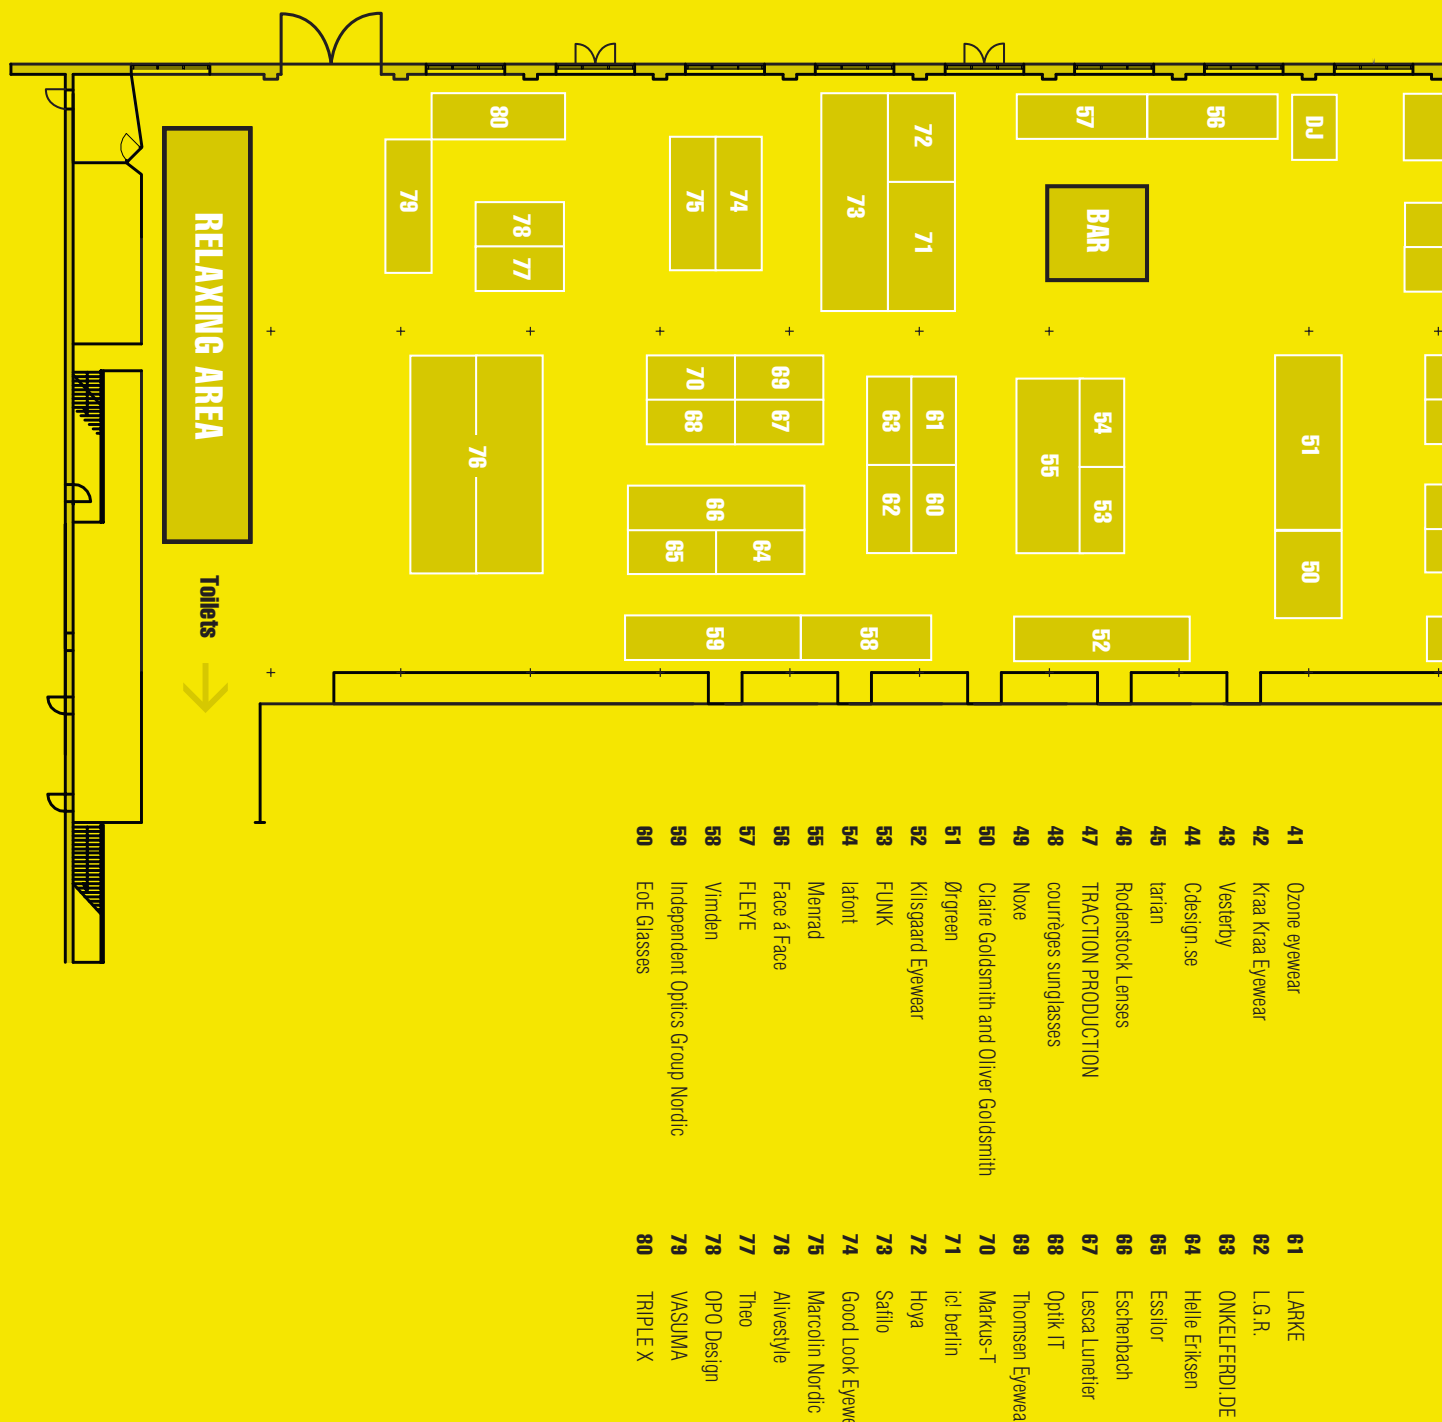 80
79
78
77
75
74
73
72
71
57
56
DJ
BAR
RELAXING AREA
Toilets
76
70
69
68
67
66
65
64
63
61
62
60
59
58
55
54
53
52
51
50
41 Ozone eyewear
42 Kraa Kraa Eyewear
43 Vesterby
44 Cdesign.se
45 tarian
46 Rodenstock Lenses
47 TRACTION PRODUCTION
48 courrèges sunglasses
49 Noxe
50 Claire Goldsmith and Oliver Goldsmith
51 Ørgreen
52 Kilsgaard Eyewear
53 FUNK
54 lafont
55 Menrad
56 Face á Face
57 FLEYE
58 Vimden
59 Independent Optics Group Nordic
60 EoE Glasses
61 LARKE
62 L.G.R.
63 ONKELFERDI.DE
64 Helle Eriksen
65 Essilor
66 Eschenbach
67 Lesca Lunetier
68 Optik IT
69 Thomsen
70 Markus-T
71 ic! berlin
72 Hoya
73 Safilo
74 Good Look
75 Marcolin Nordic
76 Alivestyle
77 Theo
78 OPO Design
79 VASUMA
80 TRIPLE X